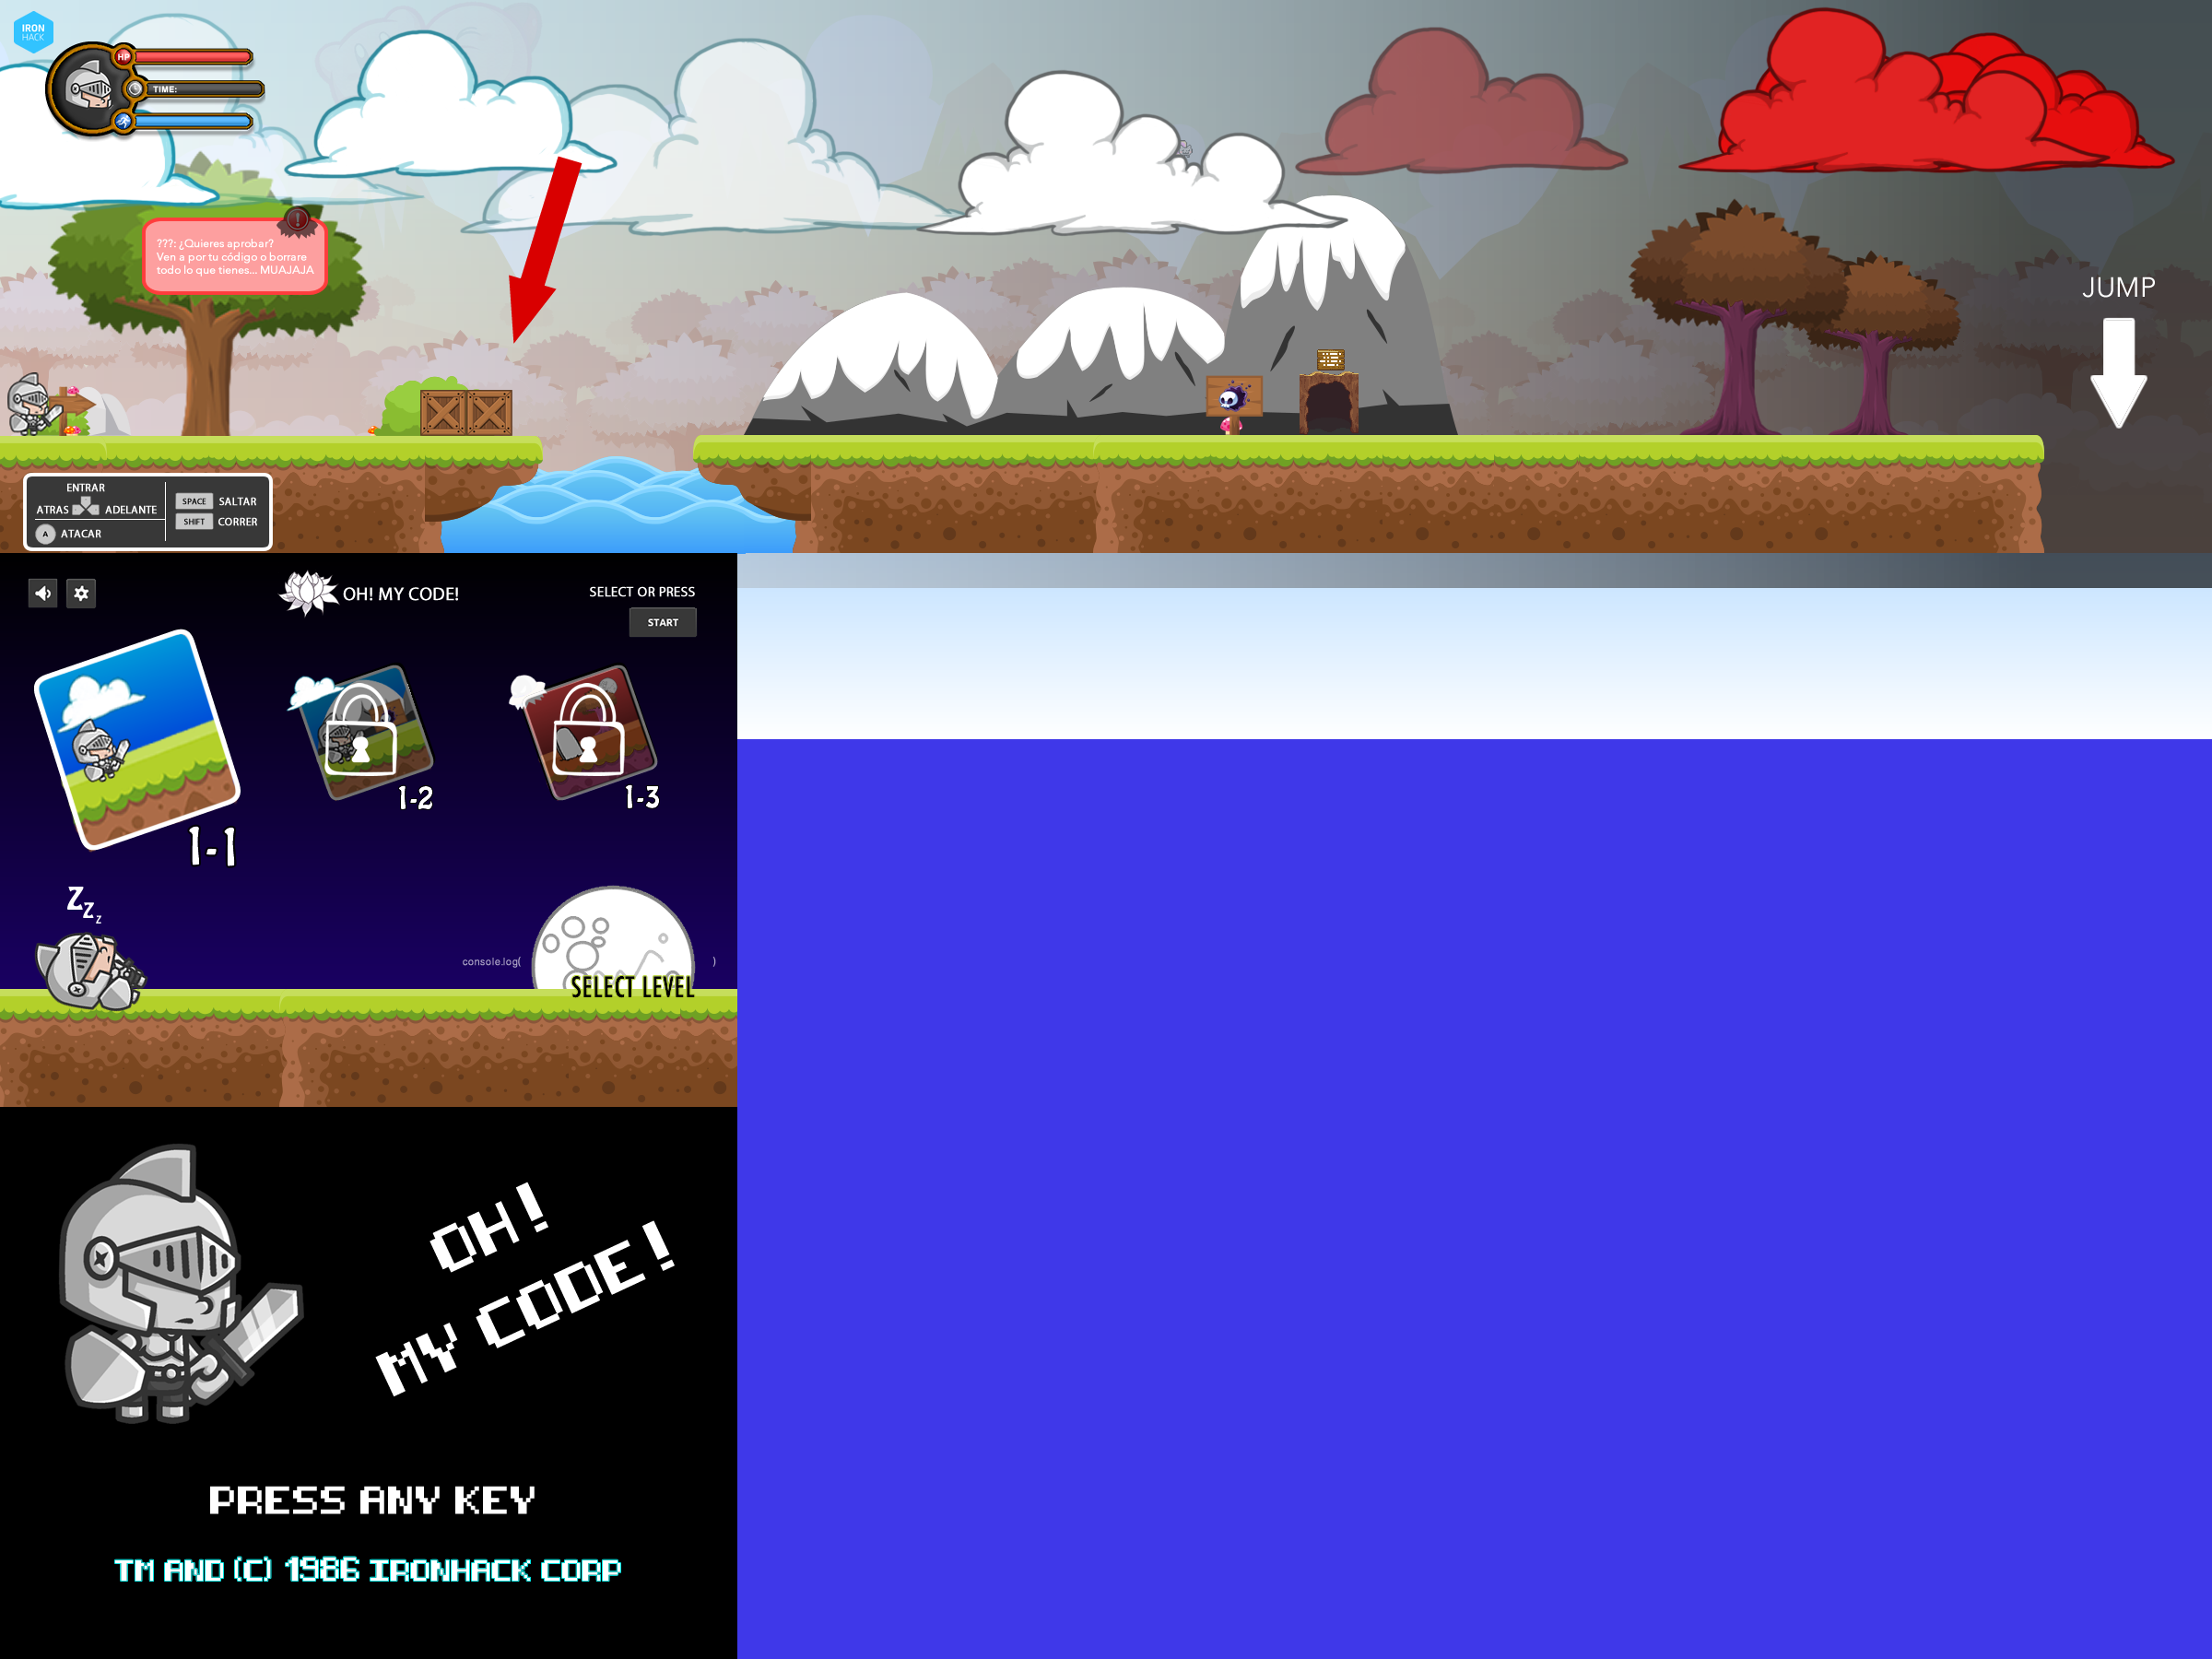 IRON
HACK
HP
TIME:
???: ¿Quieres aprobar?
Ven a por tu código o borrare
todo lo que tienes... MUAJAJA
JUMP
ENTRAR
ATRAS ADELANTE
A ATACAR
SPACE SALTAR
SHIFT CORRER
OH! MY CODE!
SELECT OR PRESS
START
1-1
1-2
1-3
Z
Z
Z
console.log( )
SELECT LEVEL
OH!
MY CODE!
PRESS ANY KEY
TM AND (C) 1986 IRONHACK CORP